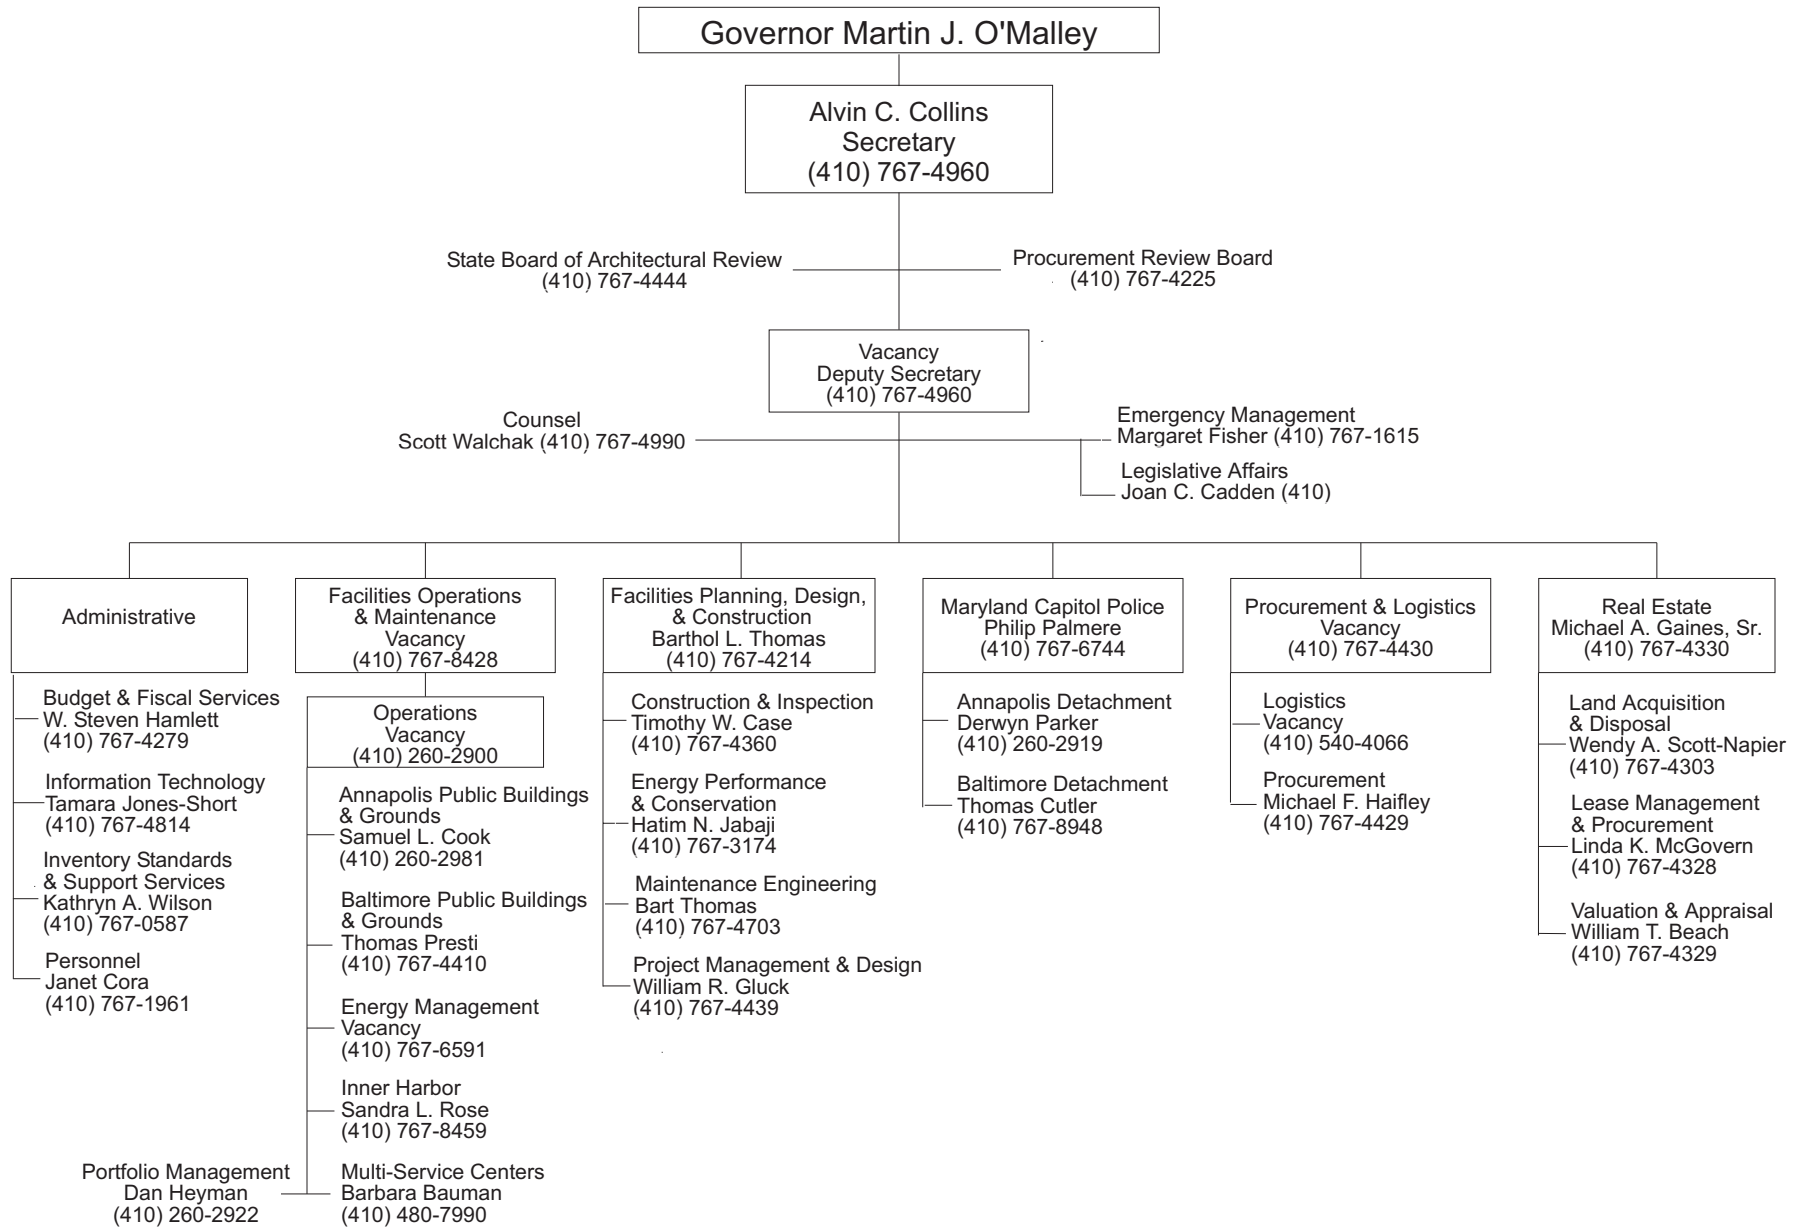 Governor Martin J. O'Malley
Alvin C. Collins
Secretary
(410) 767-4960
State Board of Architectural Review
(410) 767-4444
Procurement Review Board
(410) 767-4225
Vacancy
Deputy Secretary
(410) 767-4960
Counsel
Scott Walchak (410) 767-4990
Emergency Management
Margaret Fisher (410) 767-1615
Legislative Affairs
Joan C. Cadden (410)
Administrative
Budget & Fiscal Services
W. Steven Hamlett
(410) 767-4279
Information Technology
Tamara Jones-Short
(410) 767-4814
Inventory Standards
& Support Services
Kathryn A. Wilson
(410) 767-0587
Personnel
Janet Cora
(410) 767-1961
Facilities Operations
& Maintenance
Vacancy
(410) 767-8428
Operations
Vacancy
(410) 260-2900
Annapolis Public Buildings
& Grounds
Samuel L. Cook
(410) 260-2981
Baltimore Public Buildings
& Grounds
Thomas Presti
(410) 767-4410
Energy Management
Vacancy
(410) 767-6591
Inner Harbor
Sandra L. Rose
(410) 767-8459
Portfolio Management
Dan Heyman
(410) 260-2922
Multi-Service Centers
Barbara Bauman
(410) 480-7990
Facilities Planning, Design,
& Construction
Barthol L. Thomas
(410) 767-4214
Construction & Inspection
Timothy W. Case
(410) 767-4360
Energy Performance
& Conservation
Hatim N. Jabaji
(410) 767-3174
Maintenance Engineering
Bart Thomas
(410) 767-4703
Project Management & Design
William R. Gluck
(410) 767-4439
Maryland Capitol Police
Philip Palmere
(410) 767-6744
Annapolis Detachment
Derwyn Parker
(410) 260-2919
Baltimore Detachment
Thomas Cutler
(410) 767-8948
Procurement & Logistics
Vacancy
(410) 767-4430
Logistics
Vacancy
(410) 540-4066
Procurement
Michael F. Haifley
(410) 767-4429
Real Estate
Michael A. Gaines, Sr.
(410) 767-4330
Land Acquisition
& Disposal
Wendy A. Scott-Napier
(410) 767-4303
Lease Management
& Procurement
Linda K. McGovern
(410) 767-4328
Valuation & Appraisal
William T. Beach
(410) 767-4329